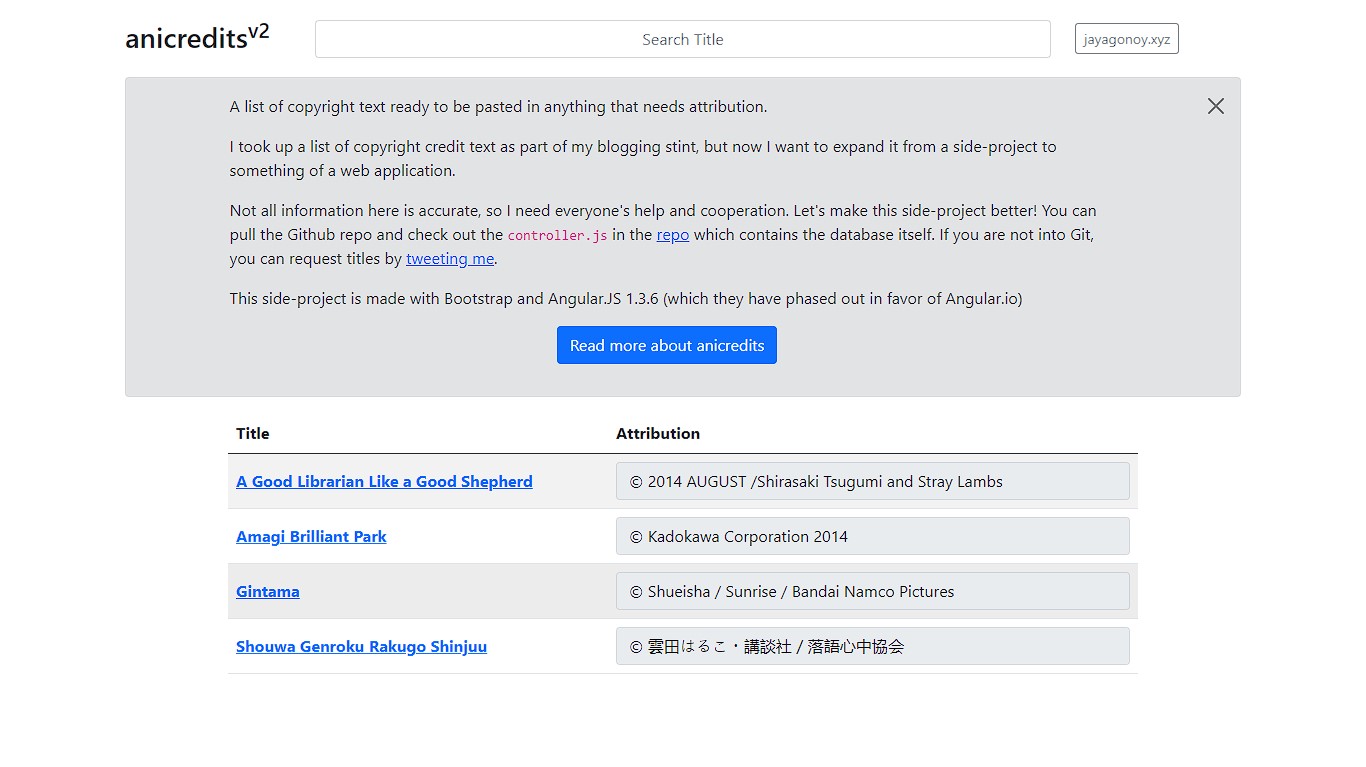 anicreditsv2
Search Title
jayagonoy.xyz
A list of copyright text ready to be pasted in anything that needs attribution.
I took up a list of copyright credit text as part of my blogging stint, but now I want to expand it from a side-project to
something of a web application.
Not all information here is accurate, so I need everyone's help and cooperation. Let's make this side-project better! You can
pull the Github repo and check out the controller.js in the repo which contains the database itself. If you are not into Git,
you can request titles by tweeting me.
This side-project is made with Bootstrap and Angular.JS 1.3.6 (which they have phased out in favor of Angular.io)
Read more about anicredits
Title Attribution
A Good Librarian Like a Good Shepherd © 2014 AUGUST /Shirasaki Tsugumi and Stray Lambs
Amagi Brilliant Park © Kadokawa Corporation 2014
Gintama © Shueisha / Sunrise / Bandai Namco Pictures
Shouwa Genroku Rakugo Shinjuu © 雲田はるこ・講談社 / 落語心中協会